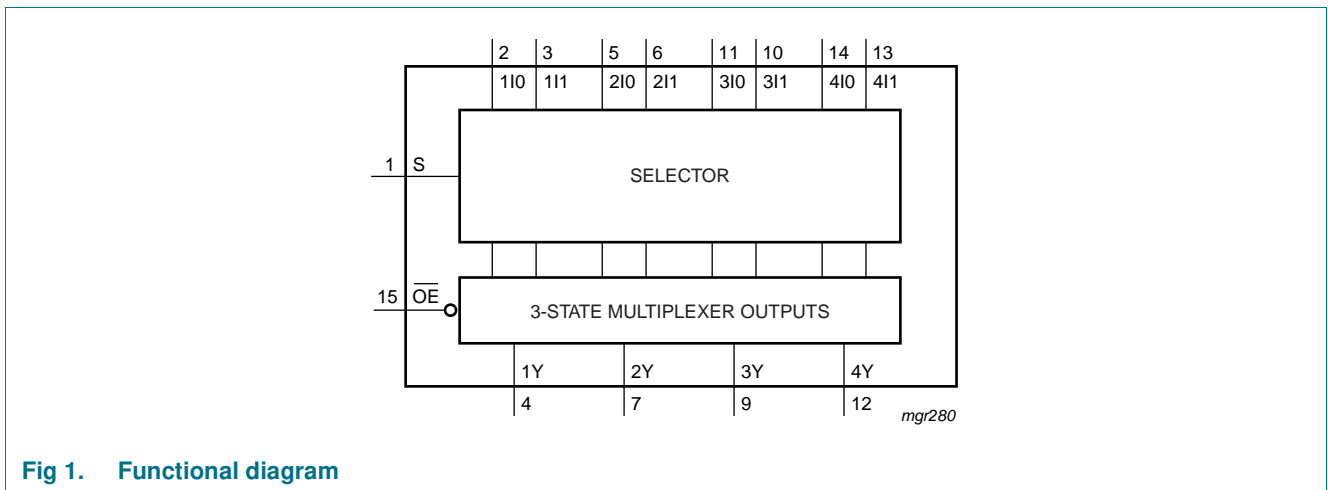 2 3 5 6 11 10 14 13
1I0 1I1 2I0 2I1 3I0 3I1 4I0 4I1
1 S
SELECTOR
15 O̅E̅
3-STATE MULTIPLEXER OUTPUTS
1Y 2Y 3Y 4Y
4 7 9 12
mgr280
Fig 1. Functional diagram